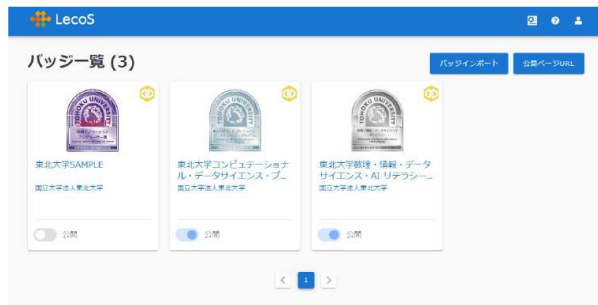 LecoS
バッジ一覧 (3)
バッジインポート
公開ページURL
TOHOKU UNIVERSITY
東北大学SAMPLE
国立大学法人東北大学
公開
TOHOKU UNIVERSITY
東北大学コンピュテーショナ
ル・データサイエンス・プ...
国立大学法人東北大学
公開
TOHOKU UNIVERSITY
東北大学数理・情報・データ
サイエンス・AI リテラシー...
国立大学法人東北大学
公開
1